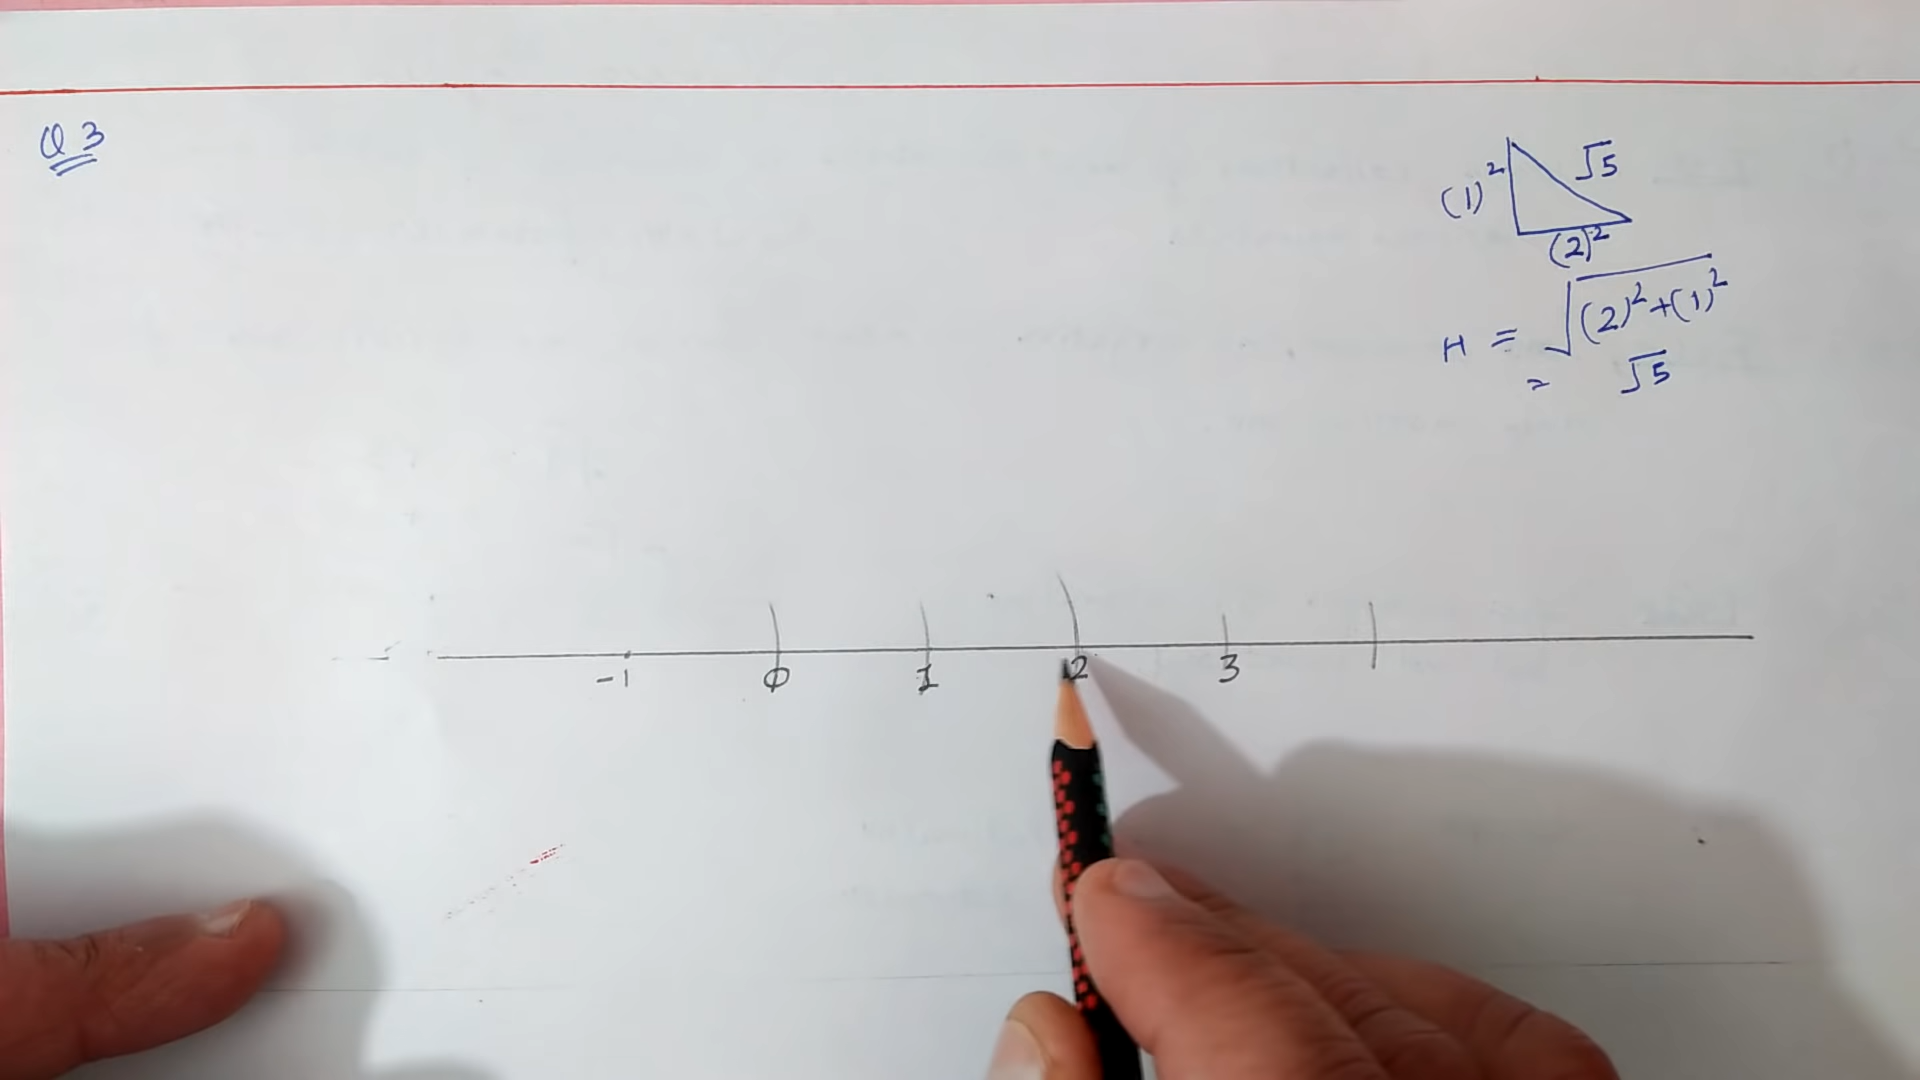 Q 3
√5
(1)²
(2)²
H = √(2)²+(1)²
= √5
-1 0 1 2 3